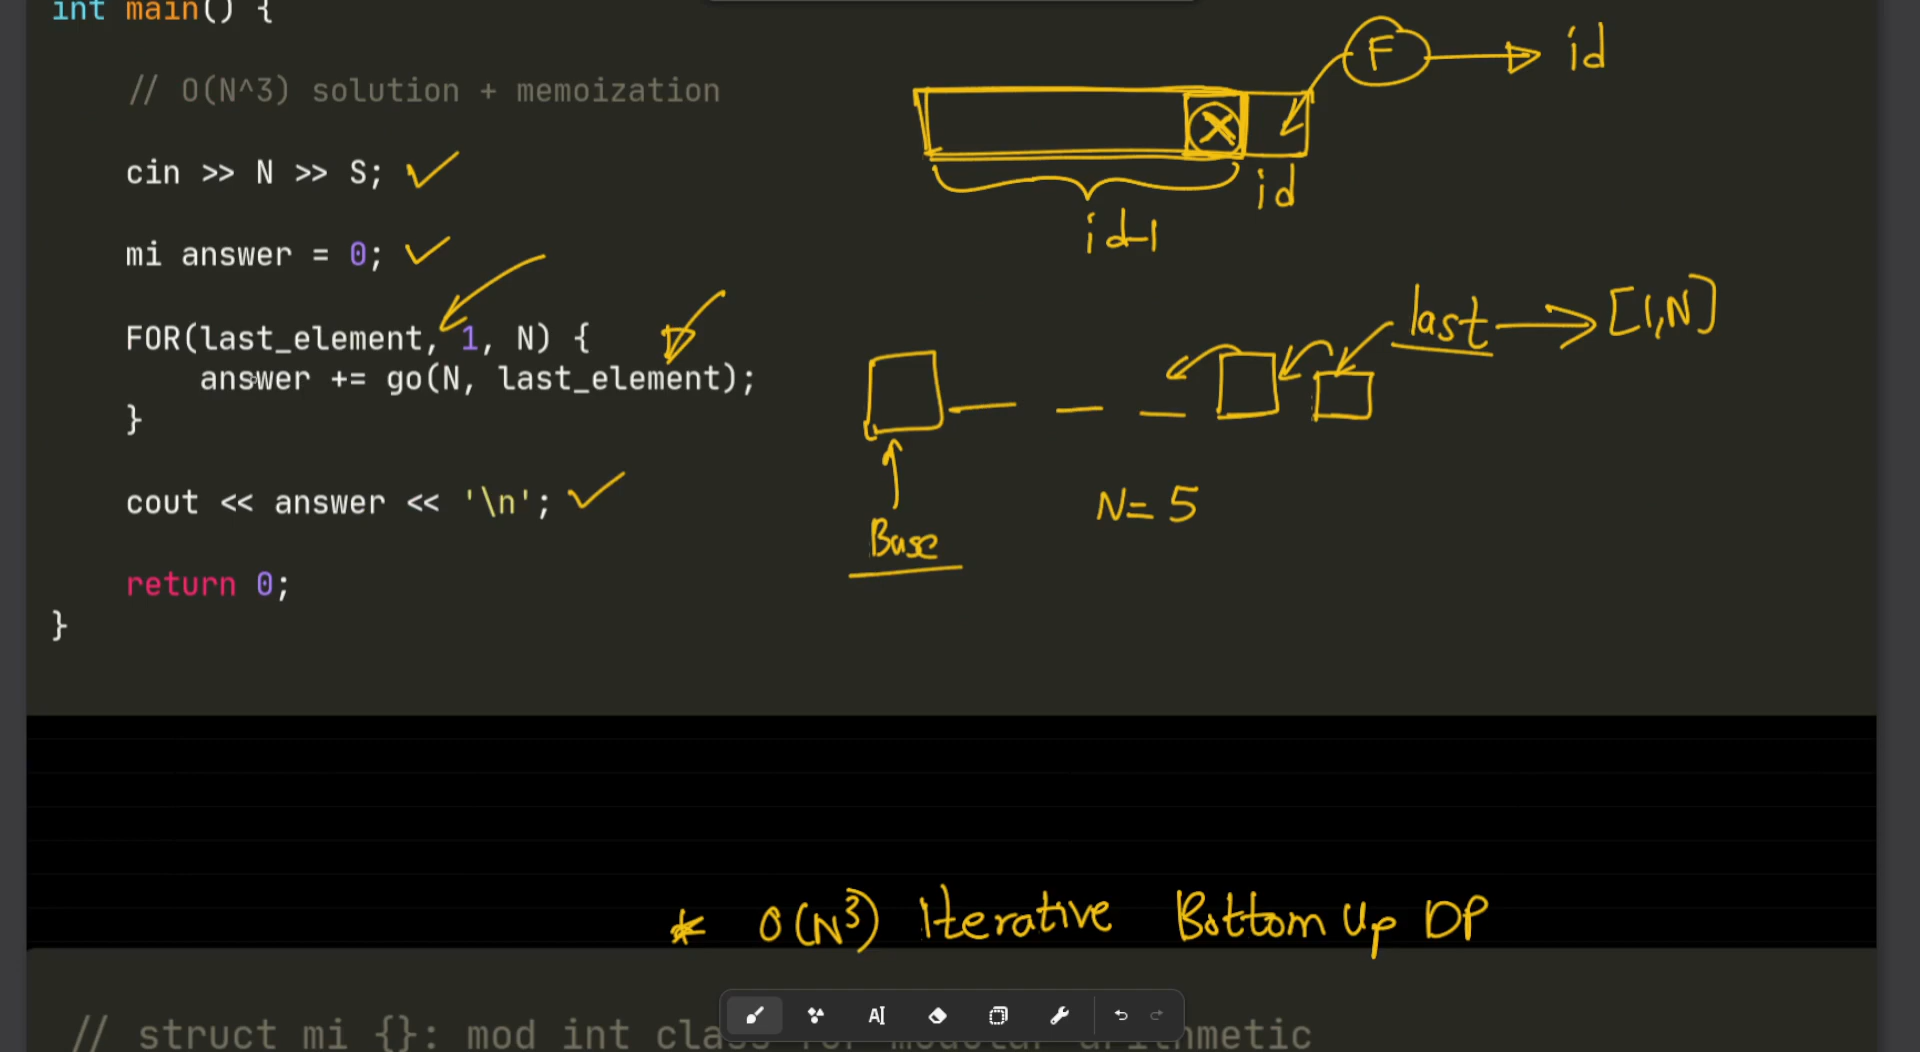 int main() {
// O(N^3) solution + memoization
cin >> N >> S;
mi answer = 0;
FOR(last_element, 1, N) {
answer += go(N, last_element);
}
cout << answer << '\n';
return 0;
}
F
id
X
id
id-1
last
[1,N]
Base
N= 5
* O(N³) Iterative Bottom Up DP
// struct mi {}: mod int class for modular arithmetic
AI